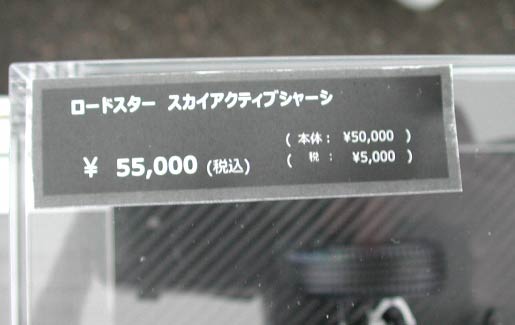 ロードスター スカイアクティブシャーシ
( 本体: ¥50,000 )
¥ 55,000 (税込)
( 税: ¥5,000 )